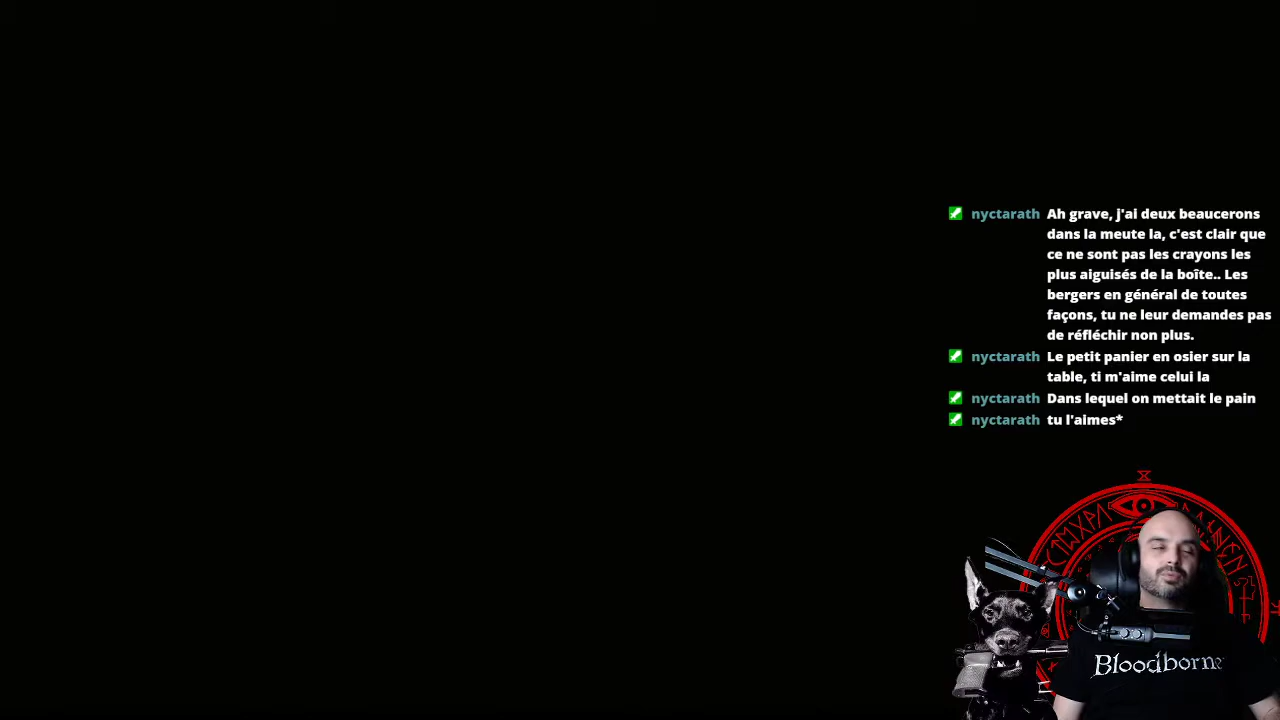 nyctarath Ah grave, j'ai deux beaucerons
dans la meute la, c'est clair que
ce ne sont pas les crayons les
plus aiguisés de la boîte.. Les
bergers en général de toutes
façons, tu ne leur demandes pas
de réfléchir non plus.
nyctarath Le petit panier en osier sur la
table, ti m'aime celui la
nyctarath Dans lequel on mettait le pain
nyctarath tu l'aimes*
Bloodborne